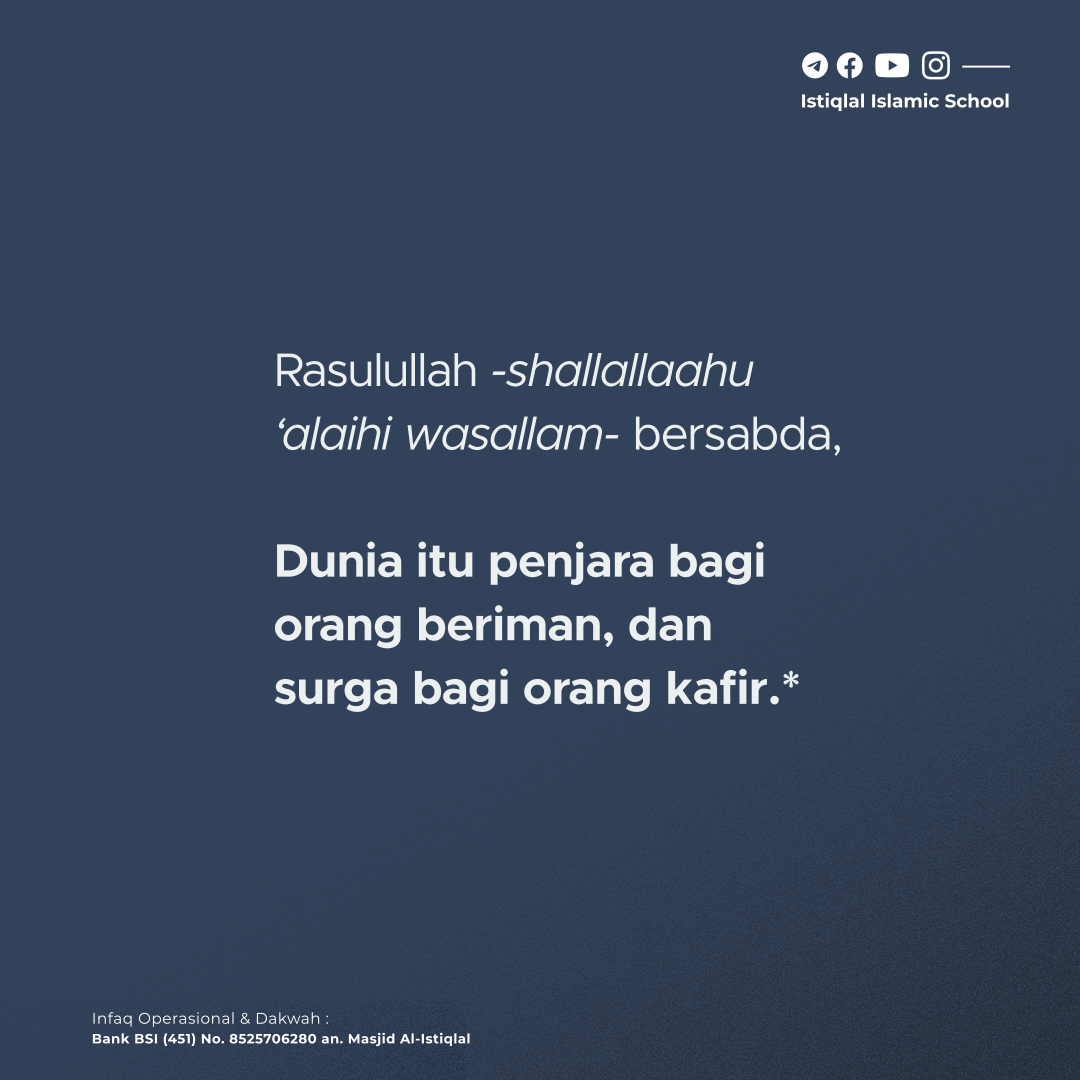 Istiqlal Islamic School
Rasulullah -shallallaahu
‘alaihi wasallam- bersabda,
Dunia itu penjara bagi
orang beriman, dan
surga bagi orang kafir.*
Infaq Operasional & Dakwah :
Bank BSI (451) No. 8525706280 an. Masjid Al-Istiqlal